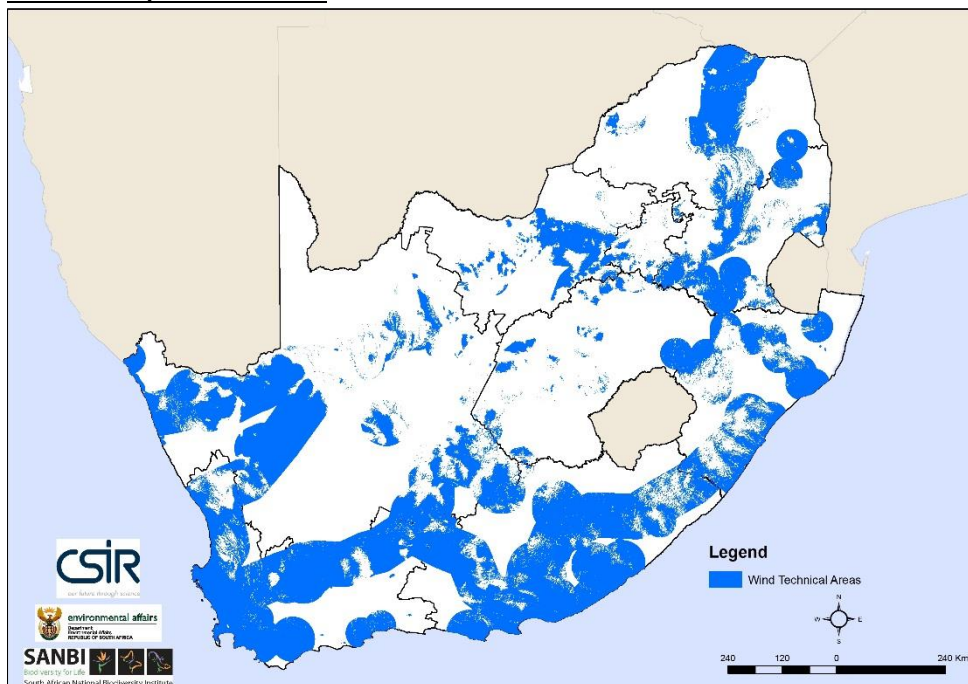 Legend
Wind Technical Areas
N
W
E
S
240 120 0 240 Km
CSIR
our future through science
environmental affairs
Department:
Environmental Affairs
REPUBLIC OF SOUTH AFRICA
SANBI
Biodiversity for Life
South African National Biodiversity Institute